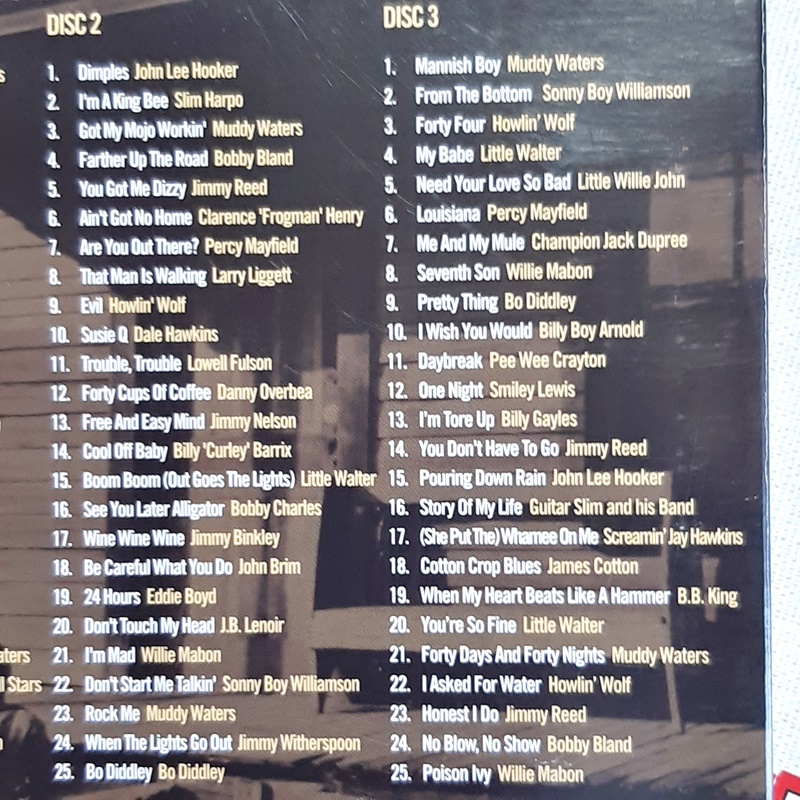 DISC 2
1. Dimples John Lee Hooker
2. I'm A King Bee Slim Harpo
3. Got My Mojo Workin' Muddy Waters
4. Farther Up The Road Bobby Bland
5. You Got Me Dizzy Jimmy Reed
6. Ain't Got No Home Clarence 'Frogman' Henry
7. Are You Out There? Percy Mayfield
8. That Man Is Walking Larry Liggett
9. Evil Howlin' Wolf
10. Susie Q Dale Hawkins
11. Trouble, Trouble Lowell Fulson
12. Forty Cups Of Coffee Danny Overbea
13. Free And Easy Mind Jimmy Nelson
14. Cool Off Baby Billy 'Curley' Barrix
15. Boom Boom (Out Goes The Lights) Little Walter
16. See You Later Alligator Bobby Charles
17. Wine Wine Wine Jimmy Binkley
18. Be Careful What You Do John Brim
19. 24 Hours Eddie Boyd
20. Don't Touch My Head J.B. Lenoir
21. I'm Mad Willie Mabon
22. Don't Start Me Talkin' Sonny Boy Williamson
23. Rock Me Muddy Waters
24. When The Lights Go Out Jimmy Witherspoon
25. Bo Diddley Bo Diddley
DISC 3
1. Mannish Boy Muddy Waters
2. From The Bottom Sonny Boy Williamson
3. Forty Four Howlin' Wolf
4. My Babe Little Walter
5. Need Your Love So Bad Little Willie John
6. Louisiana Percy Mayfield
7. Me And My Mule Champion Jack Dupree
8. Seventh Son Willie Mabon
9. Pretty Thing Bo Diddley
10. I Wish You Would Billy Boy Arnold
11. Daybreak Pee Wee Crayton
12. One Night Smiley Lewis
13. I'm Tore Up Billy Gayles
14. You Don't Have To Go Jimmy Reed
15. Pouring Down Rain John Lee Hooker
16. Story Of My Life Guitar Slim and his Band
17. (She Put The) Whamee On Me Screamin' Jay Hawkins
18. Cotton Crop Blues James Cotton
19. When My Heart Beats Like A Hammer B.B. King
20. You're So Fine Little Walter
21. Forty Days And Forty Nights Muddy Waters
22. I Asked For Water Howlin' Wolf
23. Honest I Do Jimmy Reed
24. No Blow, No Show Bobby Bland
25. Poison Ivy Willie Mabon